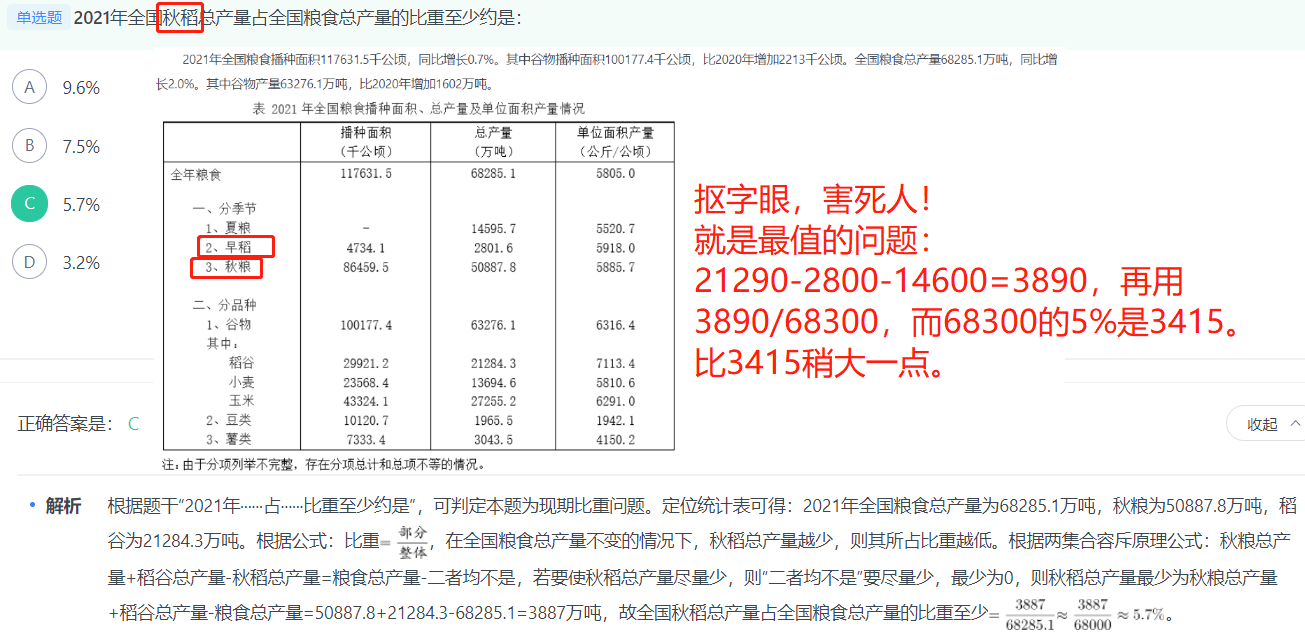 单选题 2021年全国秋稻总产量占全国粮食总产量的比重至少约是：
2021年全国粮食播种面积117631.5千公顷，同比增长0.7%。其中谷物播种面积100177.4千公顷，比2020年增加2213千公顷。全国粮食总产量68285.1万吨，同比增
长2.0%。其中谷物产量63276.1万吨，比2020年增加1602万吨。
A 9.6%
B 7.5%
C 5.7%
D 3.2%
表 2021 年全国粮食播种面积、总产量及单位面积产量情况
播种面积 总产量 单位面积产量
（千公顷） （万吨） （公斤/公顷）
全年粮食 117631.5 68285.1 5805.0
一、分季节
1、夏粮 － 14595.7 5520.7
2、早稻 4734.1 2801.6 5918.0
3、秋粮 86459.5 50887.8 5885.7
二、分品种
1、谷物 100177.4 63276.1 6316.4
其中：
稻谷 29921.2 21284.3 7113.4
小麦 23568.4 13694.6 5810.6
玉米 43324.1 27255.2 6291.0
2、豆类 10120.7 1965.5 1942.1
3、薯类 7333.4 3043.5 4150.2
注：由于分项列举不完整，存在分项总计和总项不等的情况。
抠字眼，害死人！
就是最值的问题：
21290-2800-14600=3890，再用
3890/68300，而68300的5%是3415。
比3415稍大一点。
正确答案是： C
收起
解析 根据题干“2021年……占……比重至少约是”，可判定本题为现期比重问题。定位统计表可得：2021年全国粮食总产量为68285.1万吨，秋粮为50887.8万吨，稻
谷为21284.3万吨。根据公式：比重=部分/整体，在全国粮食总产量不变的情况下，秋稻总产量越少，则其所占比重越低。根据两集合容斥原理公式：秋粮总产
量+稻谷总产量-秋稻总产量=粮食总产量-二者均不是，若要使秋稻总产量尽量少，则“二者均不是”要尽量少，最少为0，则秋稻总产量最少为秋粮总产量
+稻谷总产量-粮食总产量=50887.8+21284.3-68285.1=3887万吨，故全国秋稻总产量占全国粮食总产量的比重至少=3887/68285.1≈3887/68000≈5.7%。